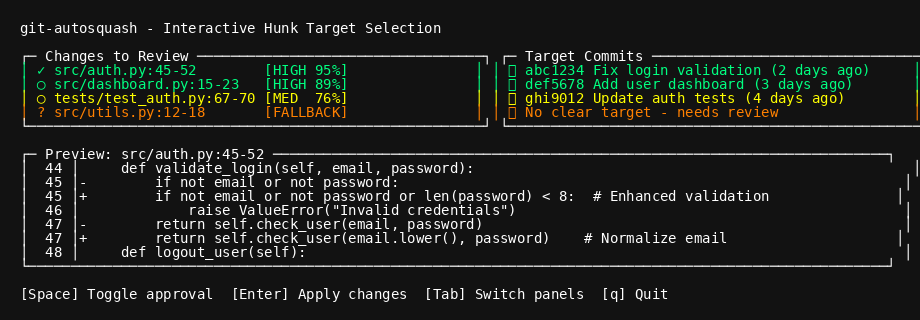 git-autosquash - Interactive Hunk Target Selection
┌─ Changes to Review ──────────────────────────────────┐ ┌─ Target Commits ────────────────────────────────
│ ✓ src/auth.py:45-52        [HIGH 95%]               │ │ abc1234 Fix login validation (2 days ago)     │
│ ○ src/dashboard.py:15-23   [HIGH 89%]               │ │ def5678 Add user dashboard (3 days ago)       │
│ ○ tests/test_auth.py:67-70 [MED  76%]               │ │ ghi9012 Update auth tests (4 days ago)        │
│ ? src/utils.py:12-18       [FALLBACK]               │ │ No clear target - needs review                │
└──────────────────────────────────────────────────────┘ └─────────────────────────────────────────────────
┌─ Preview: src/auth.py:45-52 ─────────────────────────────────────────────────────────────────────────┐
│  44 │     def validate_login(self, email, password):                                                    │
│  45 │-        if not email or not password:                                                            │
│  45 │+        if not email or not password or len(password) < 8:  # Enhanced validation               │
│  46 │             raise ValueError("Invalid credentials")                                              │
│  47 │-        return self.check_user(email, password)                                                  │
│  47 │+        return self.check_user(email.lower(), password)    # Normalize email                    │
│  48 │     def logout_user(self):                                                                       │
└──────────────────────────────────────────────────────────────────────────────────────────────────────┘
[Space] Toggle approval  [Enter] Apply changes  [Tab] Switch panels  [q] Quit